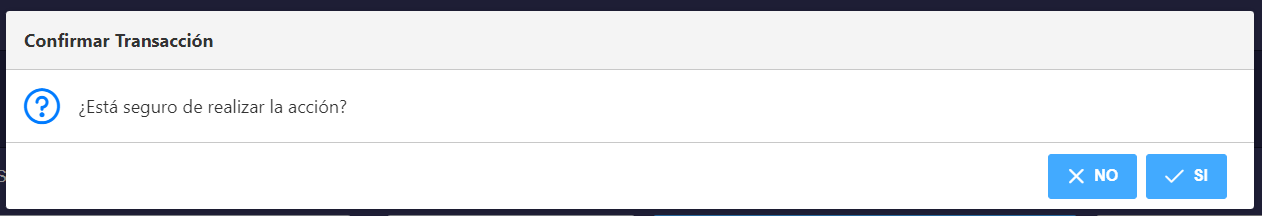 Confirmar Transacción
¿Está seguro de realizar la acción?
NO SI